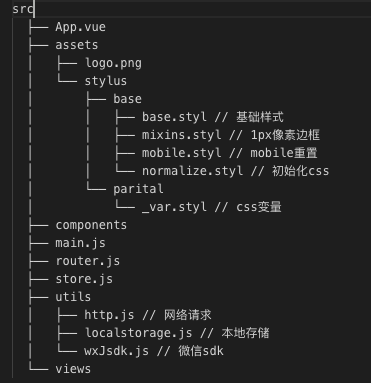 src
├── App.vue
├── assets
│   ├── logo.png
│   └── stylus
│       ├── base
│       │   ├── base.styl // 基础样式
│       │   ├── mixins.styl // 1px像素边框
│       │   ├── mobile.styl // mobile重置
│       │   └── normalize.styl // 初始化css
│       └── parital
│           └── _var.styl // css变量
├── components
├── main.js
├── router.js
├── store.js
├── utils
│   ├── http.js // 网络请求
│   ├── localstorage.js // 本地存储
│   └── wxJsdk.js // 微信sdk
└── views